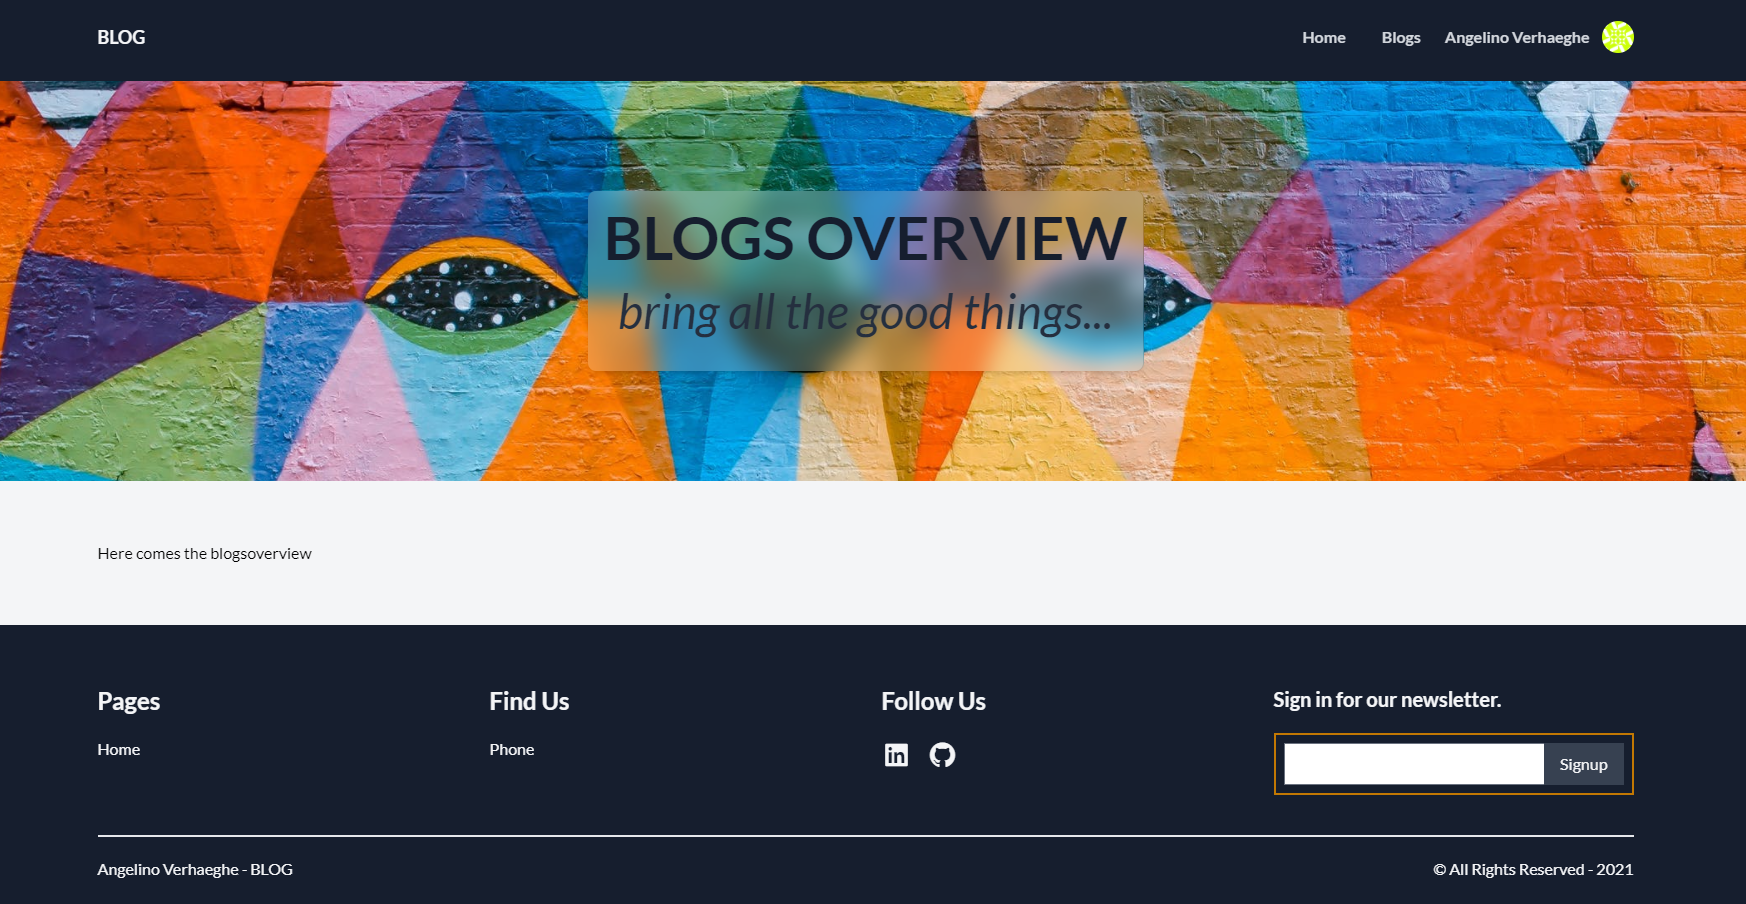 BLOG
Home Blogs Angelino Verhaeghe
BLOGS OVERVIEW
bring all the good things...
Here comes the blogsoverview
Pages
Home
Find Us
Phone
Follow Us
Sign in for our newsletter.
Signup
Angelino Verhaeghe - BLOG
© All Rights Reserved - 2021